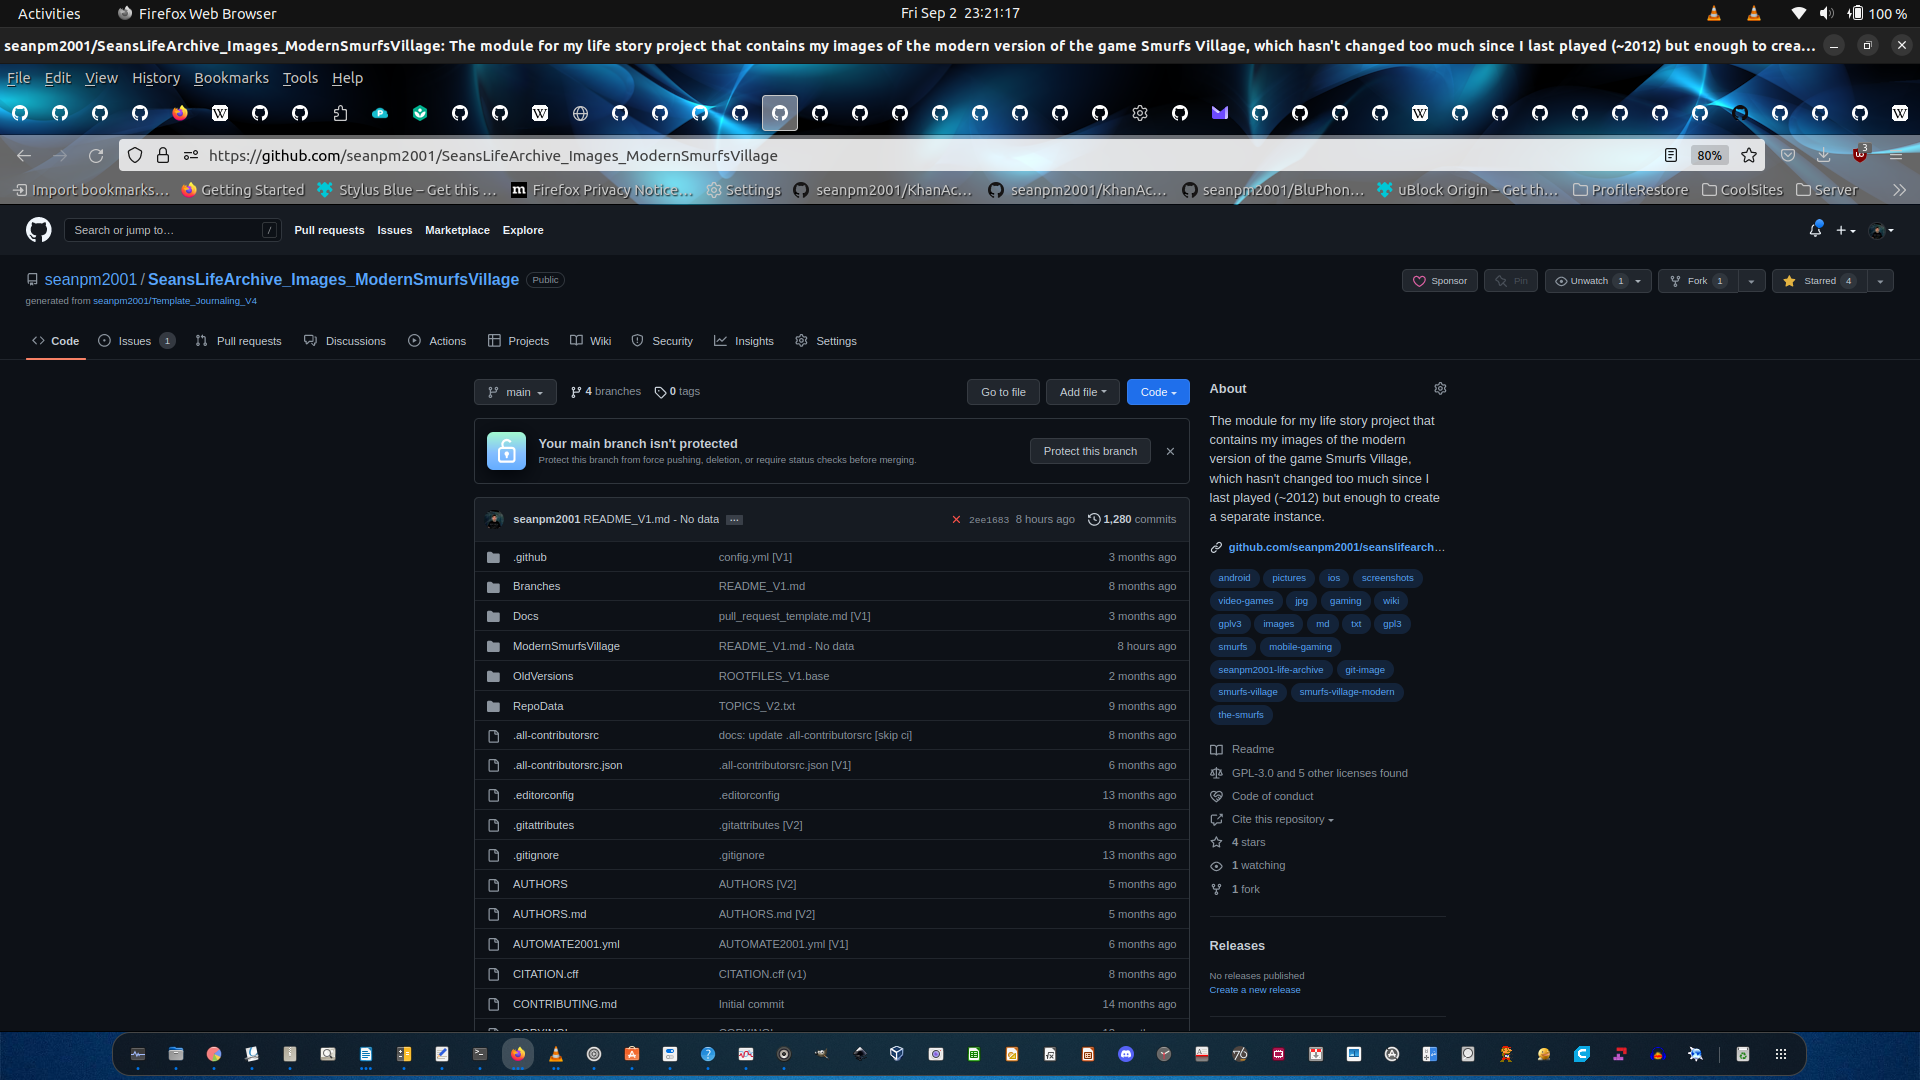 Activities
Firefox Web Browser
Fri Sep 2 23:21:17
100 %
seanpm2001/SeansLifeArchive_Images_ModernSmurfsVillage: The module for my life story project that contains my images of the modern version of the game Smurfs Village, which hasn't changed too much since I last played (~2012) but enough to crea…
File Edit View History Bookmarks Tools Help
https://github.com/seanpm2001/SeansLifeArchive_Images_ModernSmurfsVillage
80%
3
Import bookmarks…
Getting Started
Stylus Blue – Get this …
Firefox Privacy Notice…
Settings
seanpm2001/KhanAc…
seanpm2001/KhanAc…
seanpm2001/BluPhon…
uBlock Origin – Get th…
ProfileRestore
CoolSites
Server
Search or jump to… /
Pull requests Issues Marketplace Explore
seanpm2001 / SeansLifeArchive_Images_ModernSmurfsVillage Public
Sponsor Pin Unwatch 1 Fork 1 Starred 4
generated from seanpm2001/Template_Journaling_V4
Code Issues 1 Pull requests Discussions Actions Projects Wiki Security Insights Settings
main 4 branches 0 tags Go to file Add file Code
Your main branch isn't protected
Protect this branch from force pushing, deletion, or require status checks before merging.
Protect this branch
seanpm2001 README_V1.md - No data … 2ee1683 8 hours ago 1,280 commits
.github config.yml [V1] 3 months ago
Branches README_V1.md 8 months ago
Docs pull_request_template.md [V1] 3 months ago
ModernSmurfsVillage README_V1.md - No data 8 hours ago
OldVersions ROOTFILES_V1.base 2 months ago
RepoData TOPICS_V2.txt 9 months ago
.all-contributorsrc docs: update .all-contributorsrc [skip ci] 8 months ago
.all-contributorsrc.json .all-contributorsrc.json [V1] 6 months ago
.editorconfig .editorconfig 13 months ago
.gitattributes .gitattributes [V2] 8 months ago
.gitignore .gitignore 13 months ago
AUTHORS AUTHORS [V2] 5 months ago
AUTHORS.md AUTHORS.md [V2] 5 months ago
AUTOMATE2001.yml AUTOMATE2001.yml [V1] 6 months ago
CITATION.cff CITATION.cff (v1) 8 months ago
CONTRIBUTING.md Initial commit 14 months ago
About
The module for my life story project that
contains my images of the modern
version of the game Smurfs Village,
which hasn't changed too much since I
last played (~2012) but enough to create
a separate instance.
github.com/seanpm2001/seanslifearch…
android pictures ios screenshots
video-games jpg gaming wiki
gplv3 images md txt gpl3
smurfs mobile-gaming
seanpm2001-life-archive git-image
smurfs-village smurfs-village-modern
the-smurfs
Readme
GPL-3.0 and 5 other licenses found
Code of conduct
Cite this repository
4 stars
1 watching
1 fork
Releases
No releases published
Create a new release